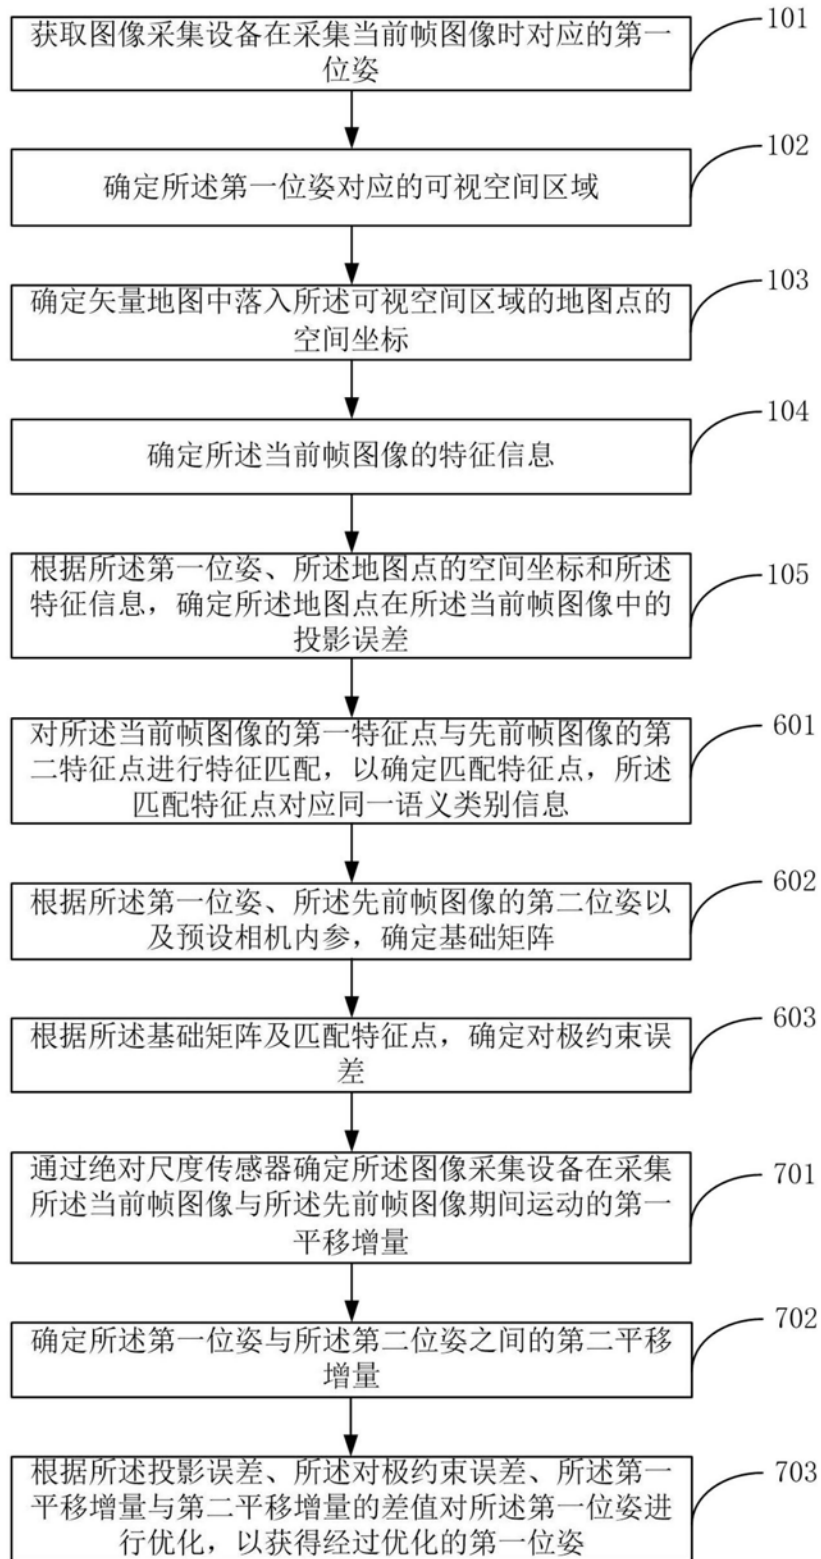 获取图像采集设备在采集当前帧图像时对应的第一
位姿
101
确定所述第一位姿对应的可视空间区域
102
确定矢量地图中落入所述可视空间区域的地图点的
空间坐标
103
确定所述当前帧图像的特征信息
104
根据所述第一位姿、所述地图点的空间坐标和所述
特征信息，确定所述地图点在所述当前帧图像中的
投影误差
105
对所述当前帧图像的第一特征点与先前帧图像的第
二特征点进行特征匹配，以确定匹配特征点，所述
匹配特征点对应同一语义类别信息
601
根据所述第一位姿、所述先前帧图像的第二位姿以
及预设相机内参，确定基础矩阵
602
根据所述基础矩阵及匹配特征点，确定对极约束误
差
603
通过绝对尺度传感器确定所述图像采集设备在采集
所述当前帧图像与所述先前帧图像期间运动的第一
平移增量
701
确定所述第一位姿与所述第二位姿之间的第二平移
增量
702
根据所述投影误差、所述对极约束误差、所述第一
平移增量与第二平移增量的差值对所述第一位姿进
行优化，以获得经过优化的第一位姿
703